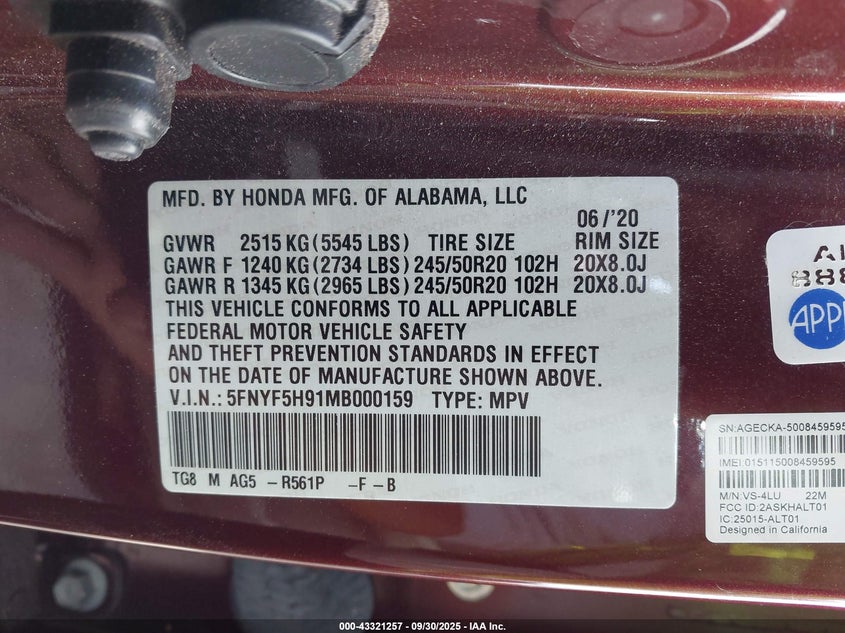 MFD. BY HONDA MFG. OF ALABAMA, LLC
06/'20
GVWR 2515 KG (5545 LBS) TIRE SIZE RIM SIZE
GAWR F 1240 KG (2734 LBS) 245/50R20 102H 20X8.0J
GAWR R 1345 KG (2965 LBS) 245/50R20 102H 20X8.0J
THIS VEHICLE CONFORMS TO ALL APPLICABLE
FEDERAL MOTOR VEHICLE SAFETY
AND THEFT PREVENTION STANDARDS IN EFFECT
ON THE DATE OF MANUFACTURE SHOWN ABOVE.
V.I.N.: 5FNYF5H91MB000159 TYPE: MPV
TG8 M AG5 -R561P -F-B
APP
SN:AGECKA-5008459595
IMEI:015115008459595
M/N:VS-4LU 22M
FCC ID:2ASKHALT01
IC:25015-ALT01
Designed in California
000-43321257 - 09/30/2025 - IAA Inc.